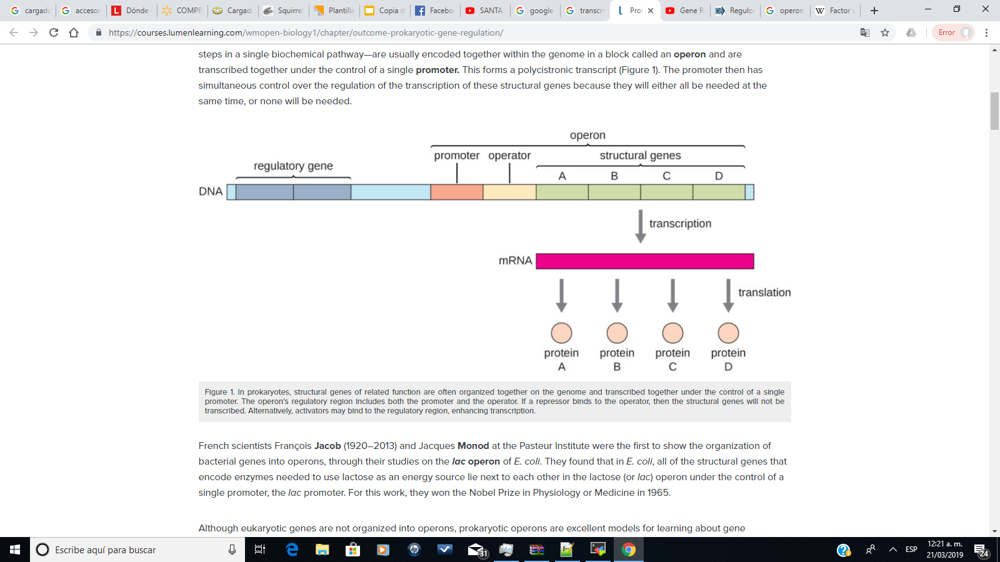 cargado
accesor
Dónde
COMPR
Cargado
Squirrel
Plantilla
Copia d
Facebo
SANTA
google
transcri
Prol
Gene R
Regulo
operon
Factor
https://courses.lumenlearning.com/wmopen-biology1/chapter/outcome-prokaryotic-gene-regulation/
Error
steps in a single biochemical pathway—are usually encoded together within the genome in a block called an operon and are
transcribed together under the control of a single promoter. This forms a polycistronic transcript (Figure 1). The promoter then has
simultaneous control over the regulation of the transcription of these structural genes because they will either all be needed at the
same time, or none will be needed.
operon
promoter operator structural genes
regulatory gene
A B C D
DNA
transcription
mRNA
translation
protein protein protein protein
A B C D
Figure 1. In prokaryotes, structural genes of related function are often organized together on the genome and transcribed together under the control of a single
promoter. The operon's regulatory region includes both the promoter and the operator. If a repressor binds to the operator, then the structural genes will not be
transcribed. Alternatively, activators may bind to the regulatory region, enhancing transcription.
French scientists François Jacob (1920–2013) and Jacques Monod at the Pasteur Institute were the first to show the organization of
bacterial genes into operons, through their studies on the lac operon of E. coli. They found that in E. coli, all of the structural genes that
encode enzymes needed to use lactose as an energy source lie next to each other in the lactose (or lac) operon under the control of a
single promoter, the lac promoter. For this work, they won the Nobel Prize in Physiology or Medicine in 1965.
Although eukaryotic genes are not organized into operons, prokaryotic operons are excellent models for learning about gene
Escribe aquí para buscar
31
ESP
12:21 a. m.
21/03/2019
24